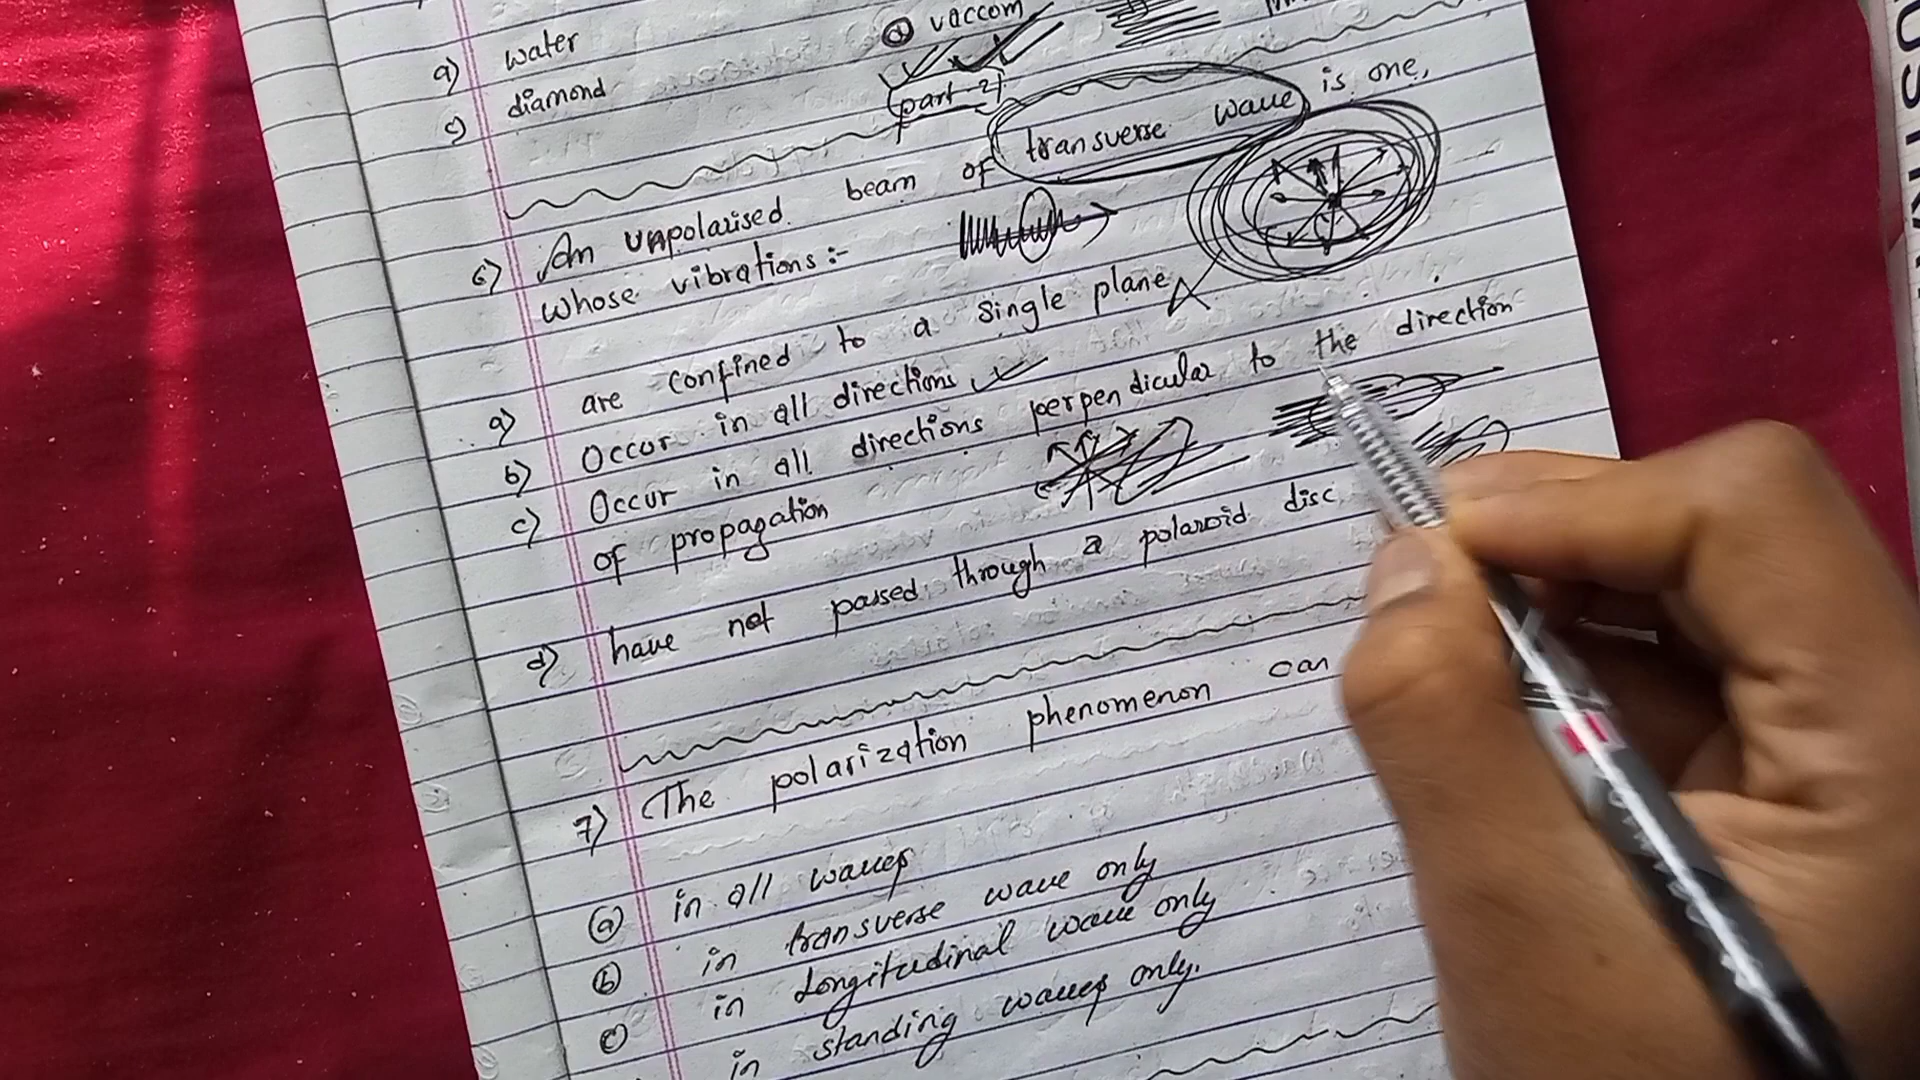 a) water
(d) vaccom
c) diamond
part-2
6) An unpolarised beam of transverse wave is one,
whose vibrations :-
a) are confined to a single plane
b) Occur in all directions
c) Occur in all directions perpendicular to the direction
of propagation
d) have not passed through a polaroid disc
7) The polarization phenomenon can
(a) in all waves
(b) in transverse wave only
(c) in Longitudinal wave only
in standing waves only.